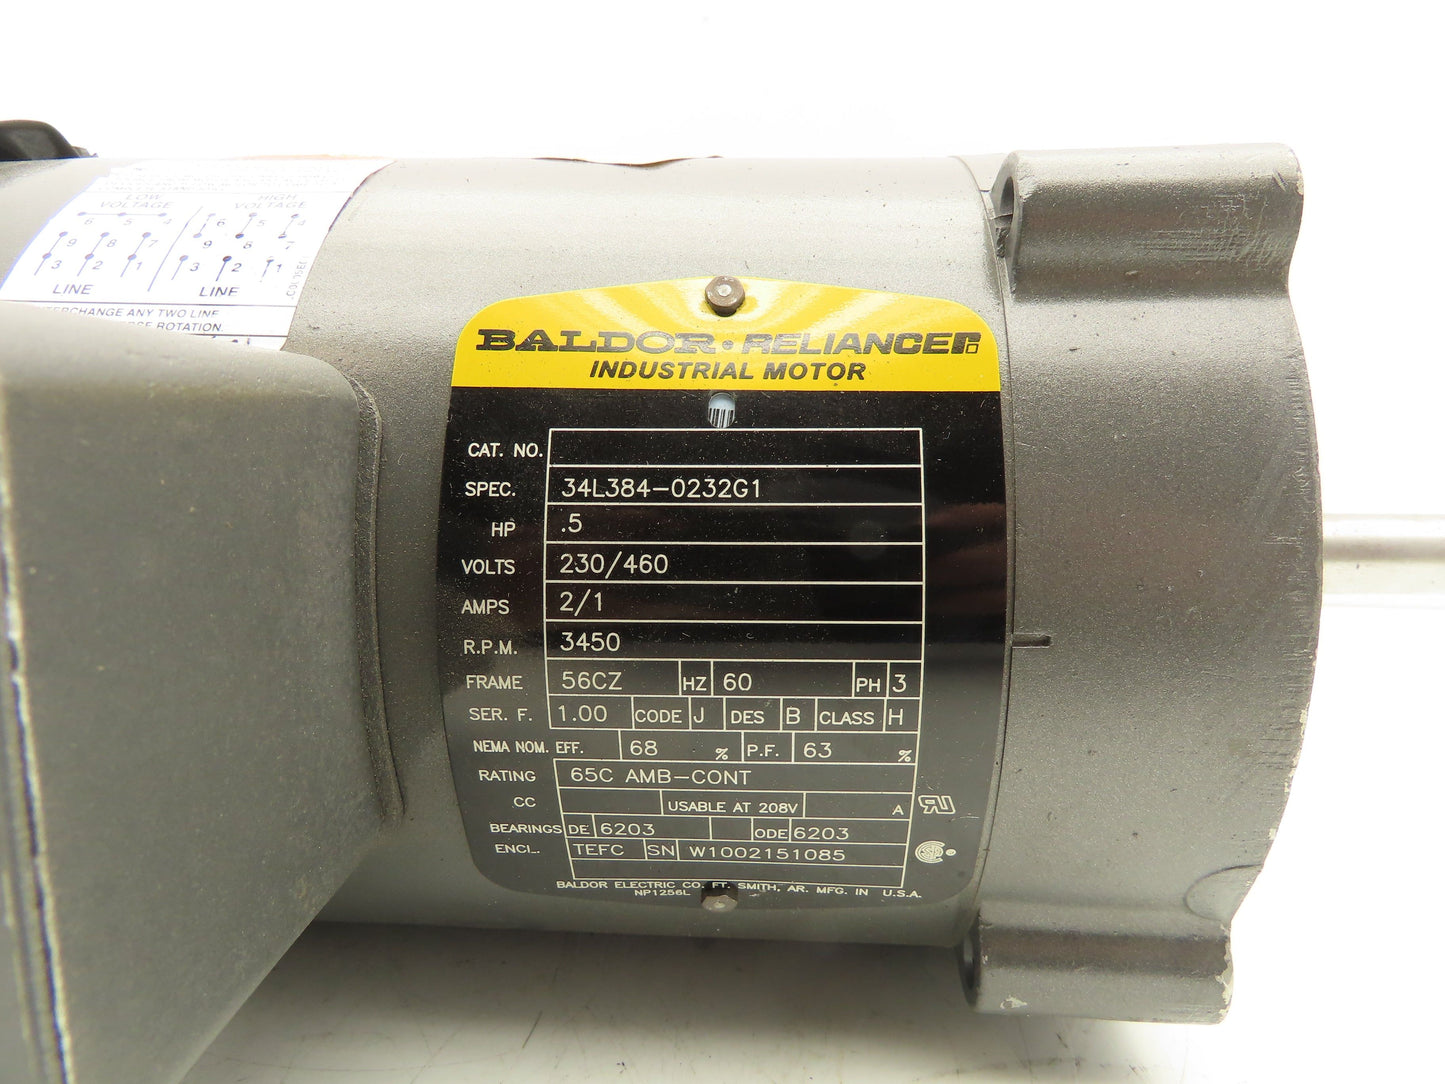 LOW VOLTAGE HIGH VOLTAGE
6 5 4 6 5 4
9 8 7 9 8 7
3 2 1 3 2 1
LINE LINE
INTERCHANGE ANY TWO LINE
ROTATION.
BALDOR • RELIANCER
INDUSTRIAL MOTOR
CAT. NO.
SPEC. 34L384-0232G1
HP .5
VOLTS 230/460
AMPS 2/1
R.P.M. 3450
FRAME 56CZ HZ 60 PH 3
SER. F. 1.00 CODE J DES B CLASS H
NEMA NOM. EFF. 68 % P.F. 63 %
RATING 65C AMB-CONT
CC USABLE AT 208V A
BEARINGS DE 6203 ODE 6203
ENCL. TEFC SN W1002151085
BALDOR ELECTRIC CO. FT. SMITH, AR. MFG. IN U.S.A.
NP1256L